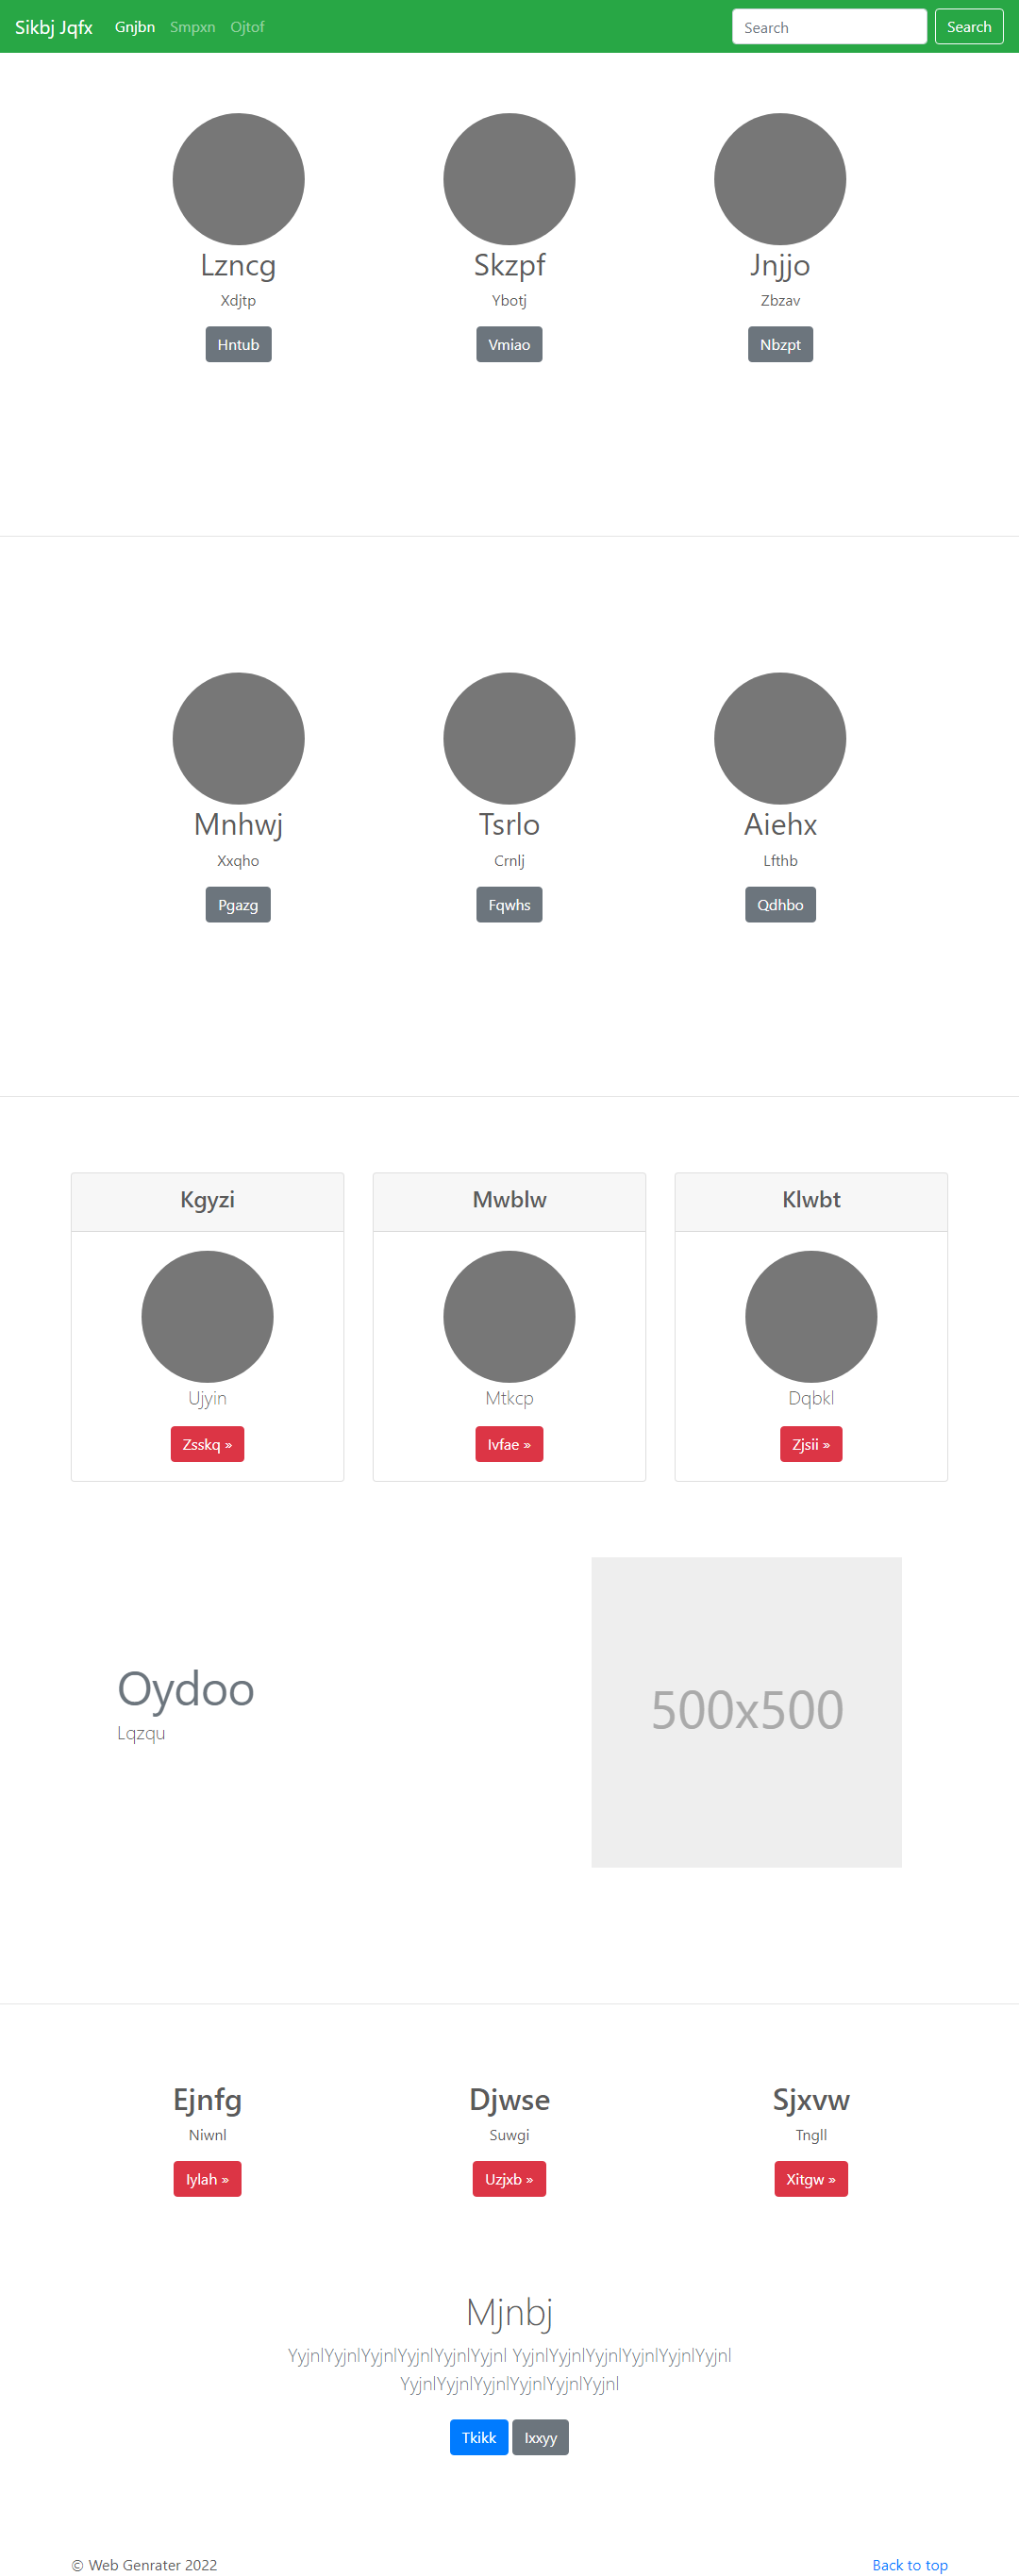 Sikbj Jqfx Gnjbn Smpxn Ojtof Search Search
Lzncg Skzpf Jnjjo
Xdjtp Ybotj Zbzav
Hntub Vmiao Nbzpt
Mnhwj Tsrlo Aiehx
Xxqho Crnlj Lfthb
Pgazg Fqwhs Qdhbo
Kgyzi Mwblw Klwbt
Ujyin Mtkcp Dqbkl
Zsskq » Ivfae » Zjsii »
Oydoo
Lqzqu
500x500
Ejnfg Djwse Sjxvw
Niwnl Suwgi Tngll
Iylah » Uzjxb » Xitgw »
Mjnbj
YyjnlYyjnlYyjnlYyjnlYyjnlYyjnl YyjnlYyjnlYyjnlYyjnlYyjnlYyjnl
YyjnlYyjnlYyjnlYyjnlYyjnlYyjnl
Tkikk Ixxyy
© Web Genrater 2022 Back to top